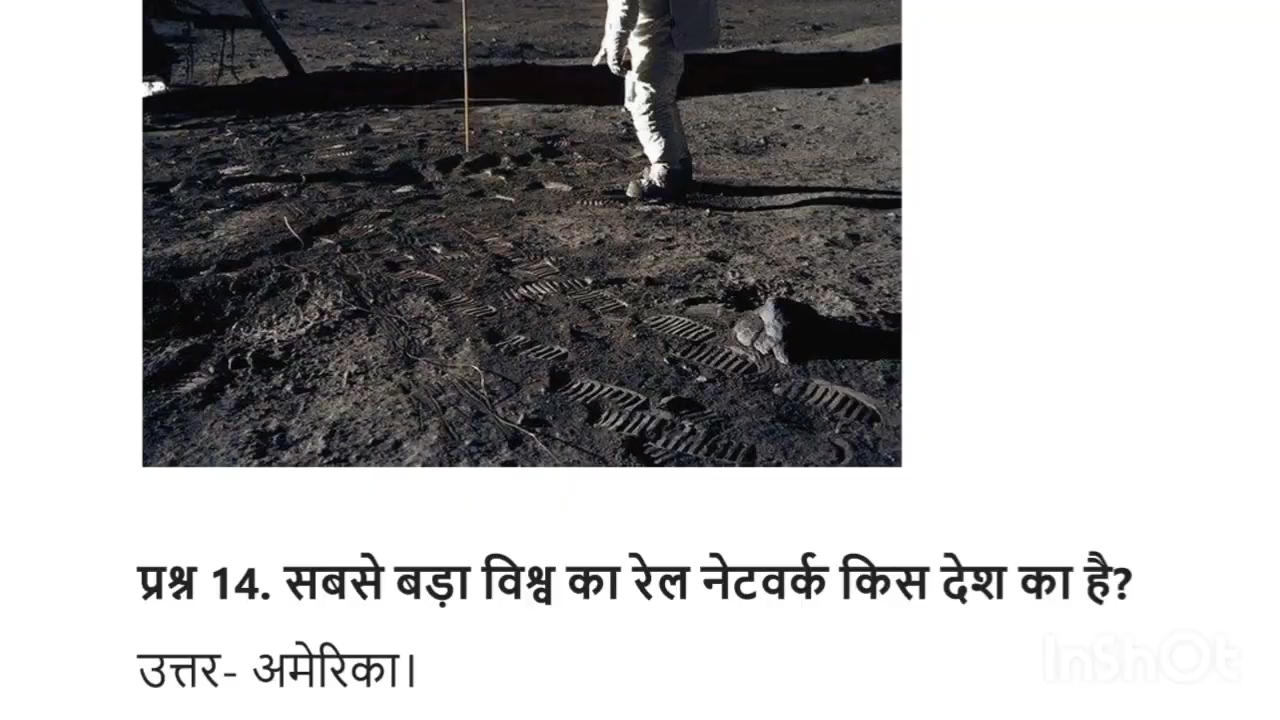 प्रश्न 14. सबसे बड़ा विश्व का रेल नेटवर्क किस देश का है?
उत्तर- अमेरिका।
InShOt